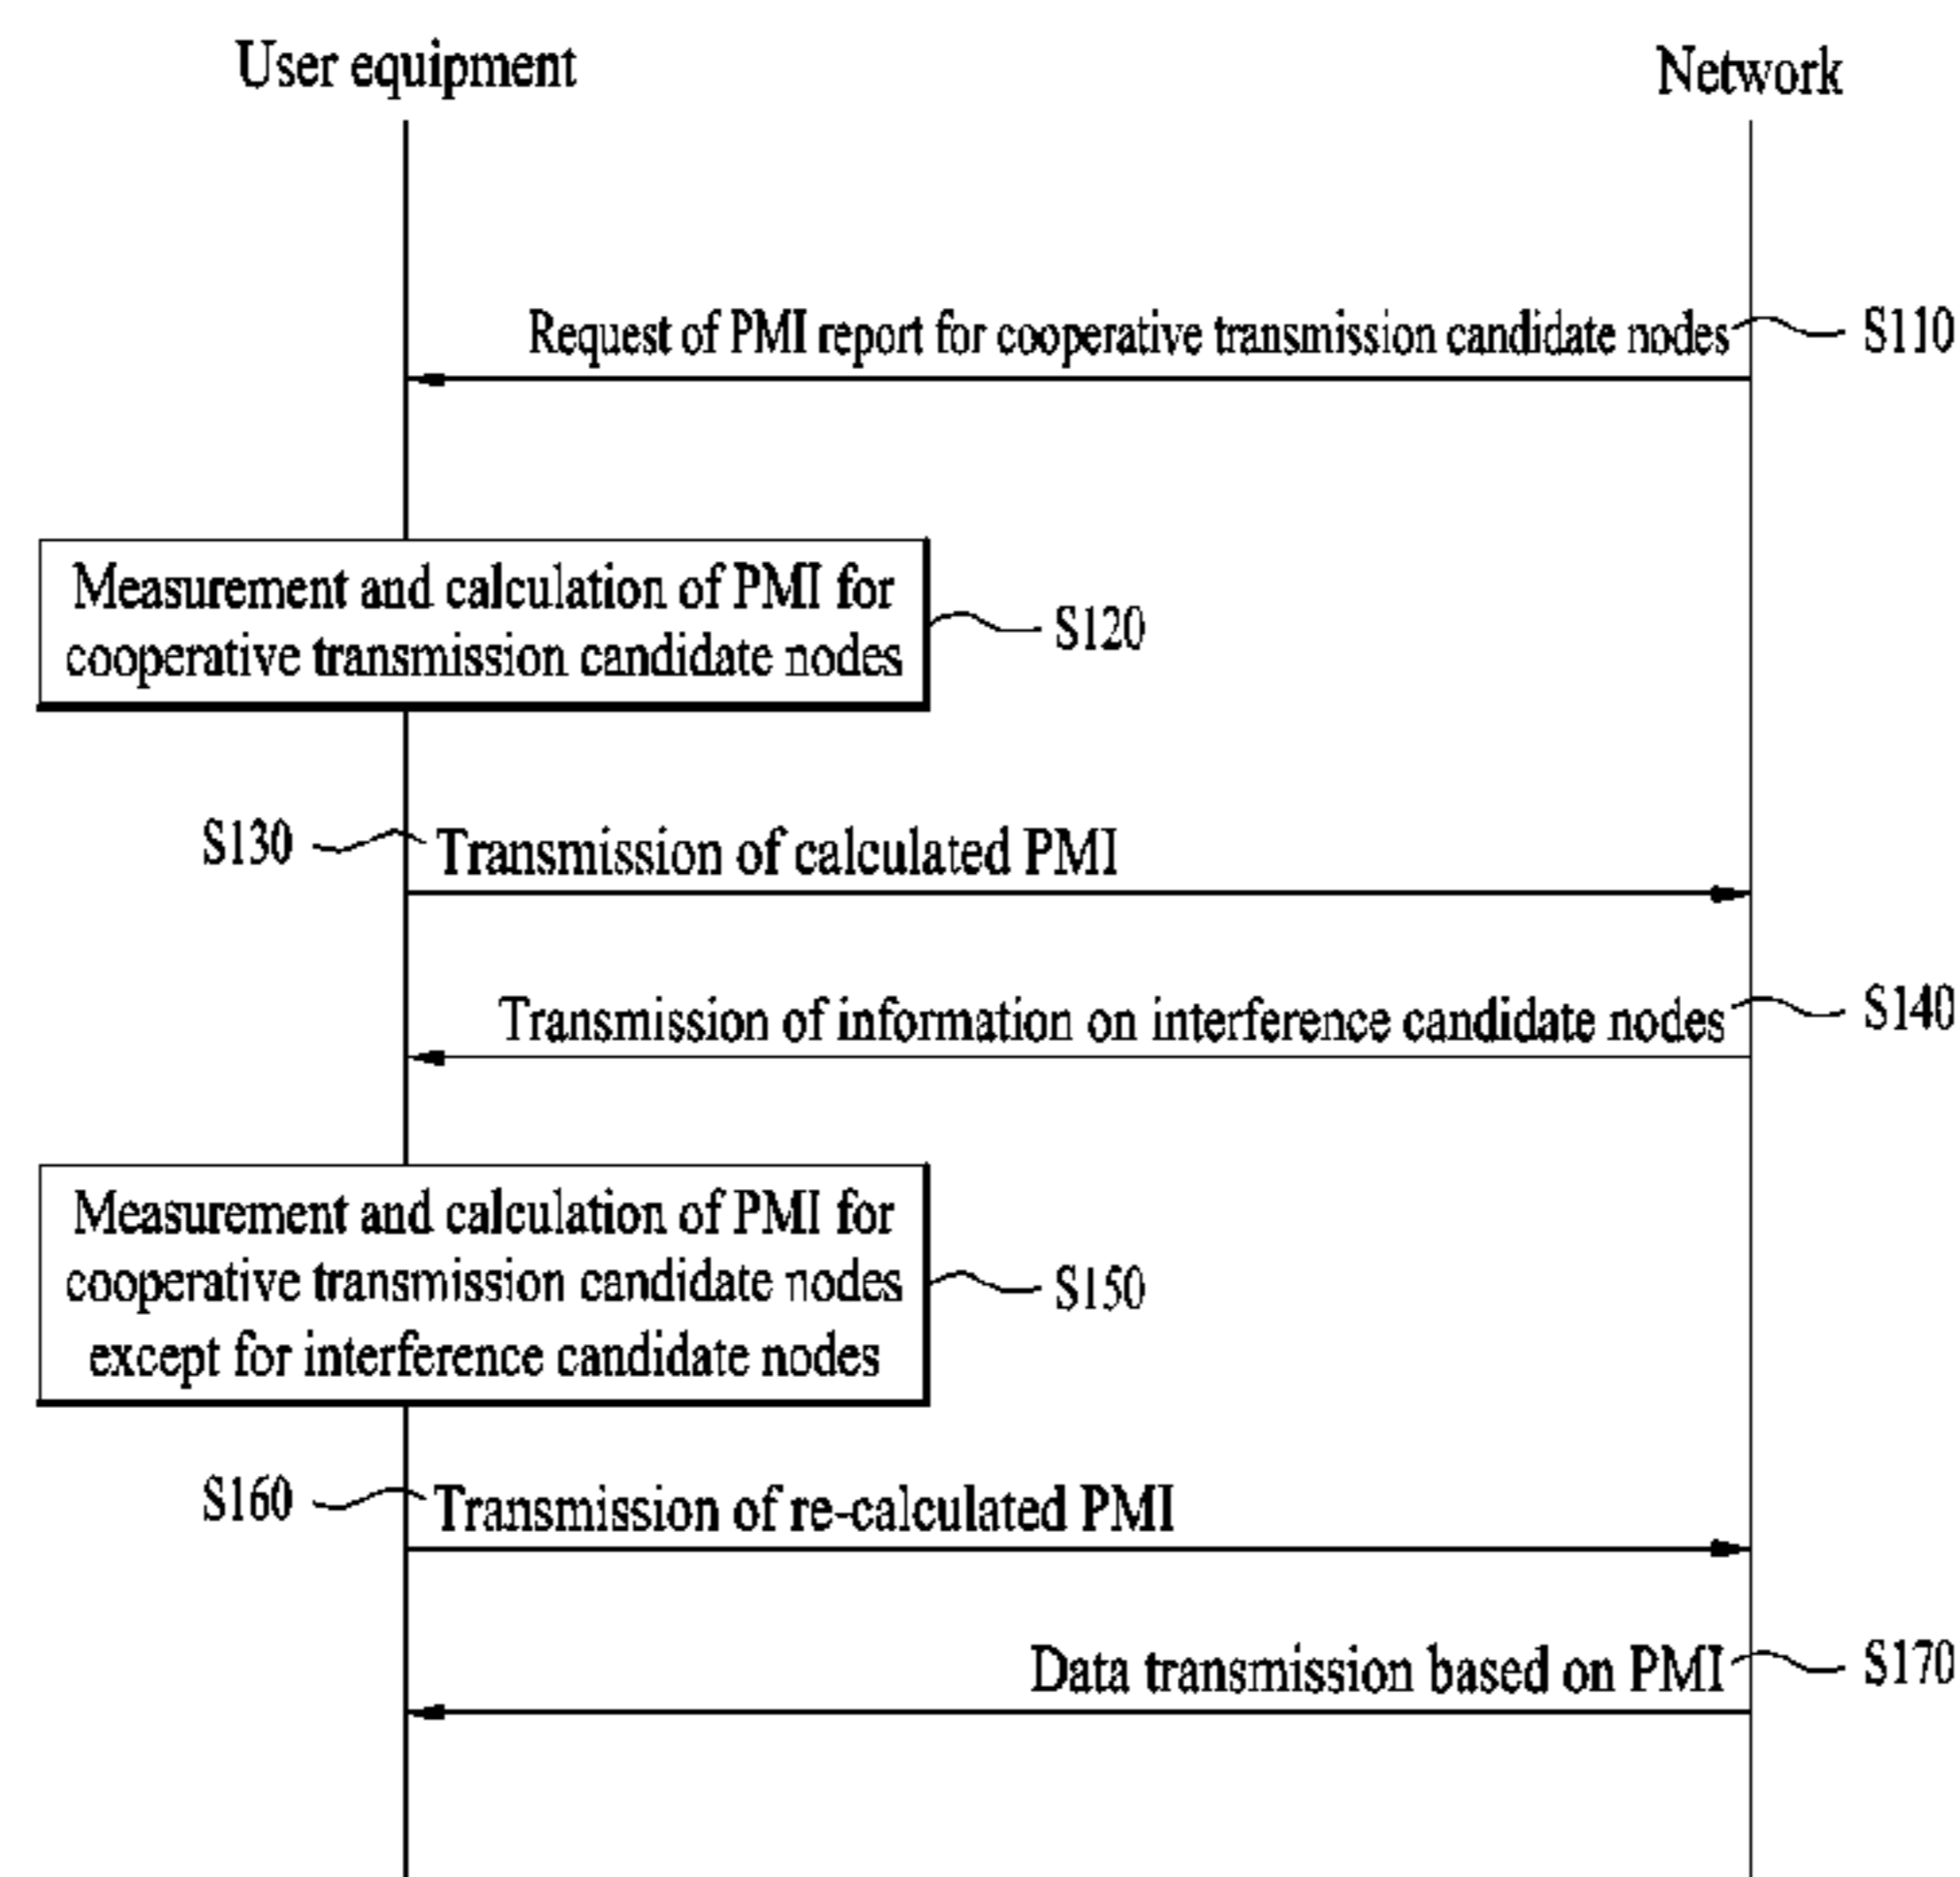 User equipment
Network
Request of PMI report for cooperative transmission candidate nodes
S110
Measurement and calculation of PMI for
cooperative transmission candidate nodes
S120
S130
Transmission of calculated PMI
Transmission of information on interference candidate nodes
S140
Measurement and calculation of PMI for
cooperative transmission candidate nodes
except for interference candidate nodes
S150
S160
Transmission of re-calculated PMI
Data transmission based on PMI
S170